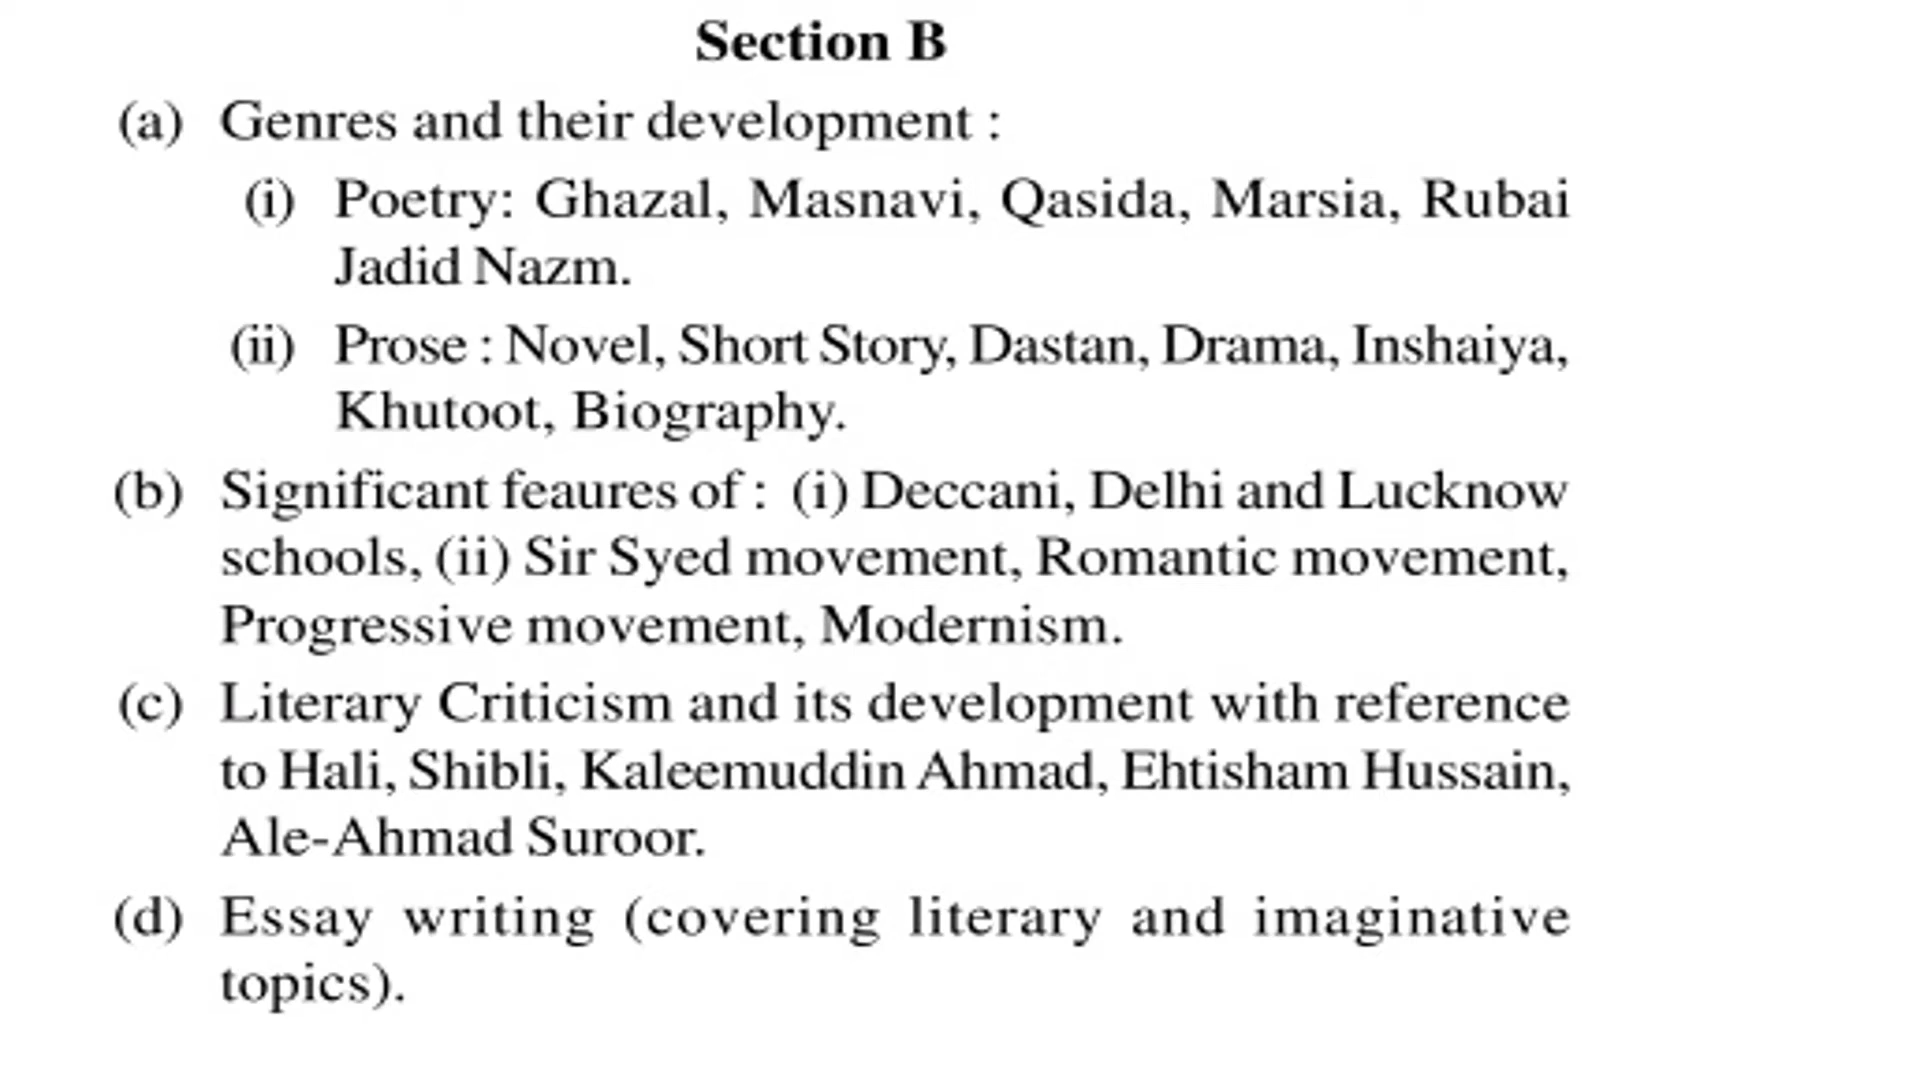 Section B
(a) Genres and their development :
(i) Poetry: Ghazal, Masnavi, Qasida, Marsia, Rubai
Jadid Nazm.
(ii) Prose : Novel, Short Story, Dastan, Drama, Inshaiya,
Khutoot, Biography.
(b) Significant feaures of : (i) Deccani, Delhi and Lucknow
schools, (ii) Sir Syed movement, Romantic movement,
Progressive movement, Modernism.
(c) Literary Criticism and its development with reference
to Hali, Shibli, Kaleemuddin Ahmad, Ehtisham Hussain,
Ale-Ahmad Suroor.
(d) Essay writing (covering literary and imaginative
topics).